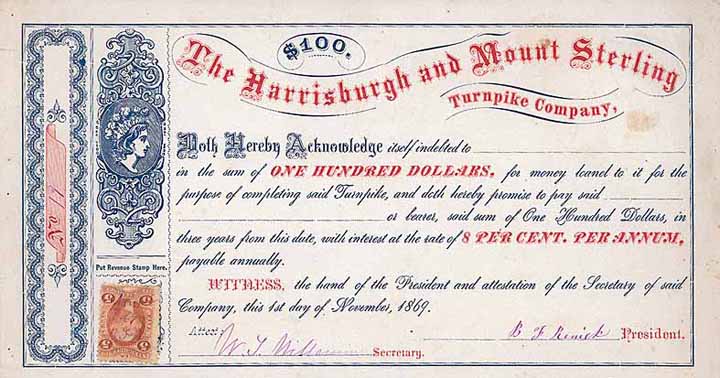 $100.
The Harrisburgh and Mount Sterling
Turnpike Company,
Doth Hereby Acknowledge itself indebted to
in the sum of ONE HUNDRED DOLLARS, for money loaned to it for the
purpose of completing said Turnpike, and doth hereby promise to pay said
or bearer, said sum of One Hundred Dollars, in
three years from this date, with interest at the rate of 8 PER CENT. PER ANNUM,
payable annually.
WITNESS, the hand of the President and attestation of the Secretary of said
Company, this 1st day of November, 1869.
B F Renick President.
Attest: W. Secretary.
No
Put Revenue Stamp Here.
5 5
5 5